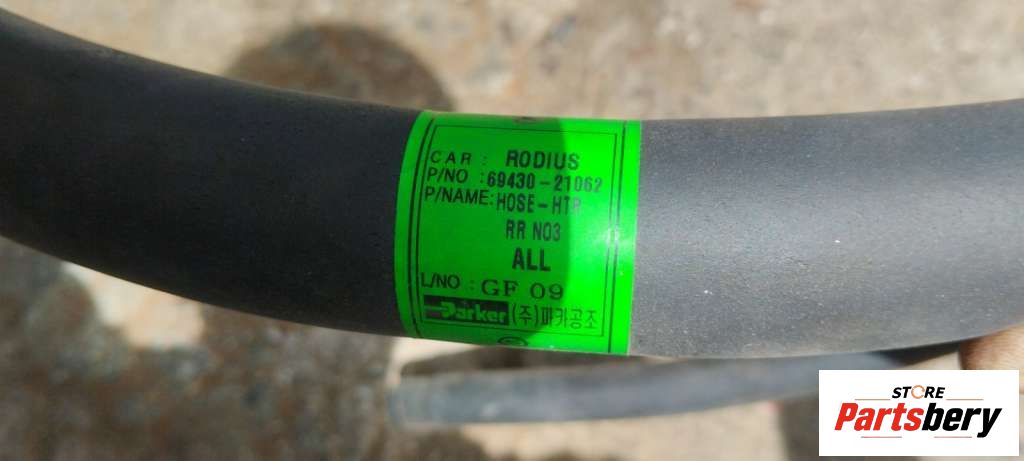 CAR : RODIUS
P/NO : 69430-21062
P/NAME: HOSE-HTR
RR NO3
ALL
L/NO : GF 09
Parker (주)파카공조
STORE
Partsbery